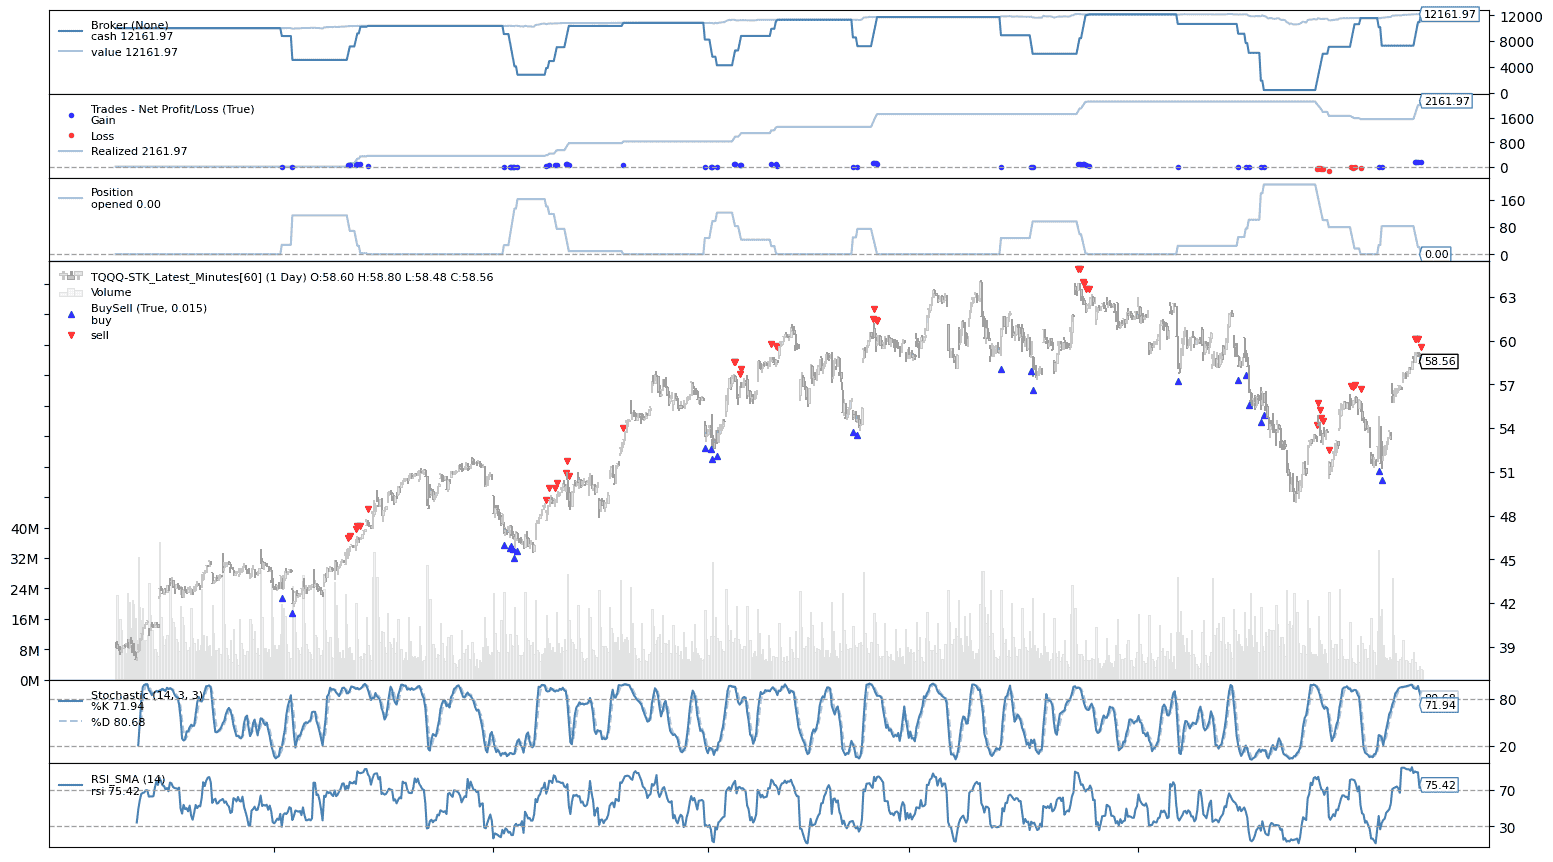 Broker (None)
cash 12161.97
value 12161.97
12161.97
12000
8000
4000
0
Trades - Net Profit/Loss (True)
Gain
Loss
Realized 2161.97
2161.97
1600
800
0
Position
opened 0.00
160
80
0.00
0
TQQQ-STK_Latest_Minutes[60] (1 Day) O:58.60 H:58.80 L:58.48 C:58.56
Volume
BuySell (True, 0.015)
buy
sell
63
60
58.56
57
54
51
48
45
42
39
40M
32M
24M
16M
8M
0M
Stochastic (14, 3, 3)
%K 71.94
%D 80.68
80.68
71.94
80
20
RSI_SMA (14)
rsi 75.42
75.42
70
30